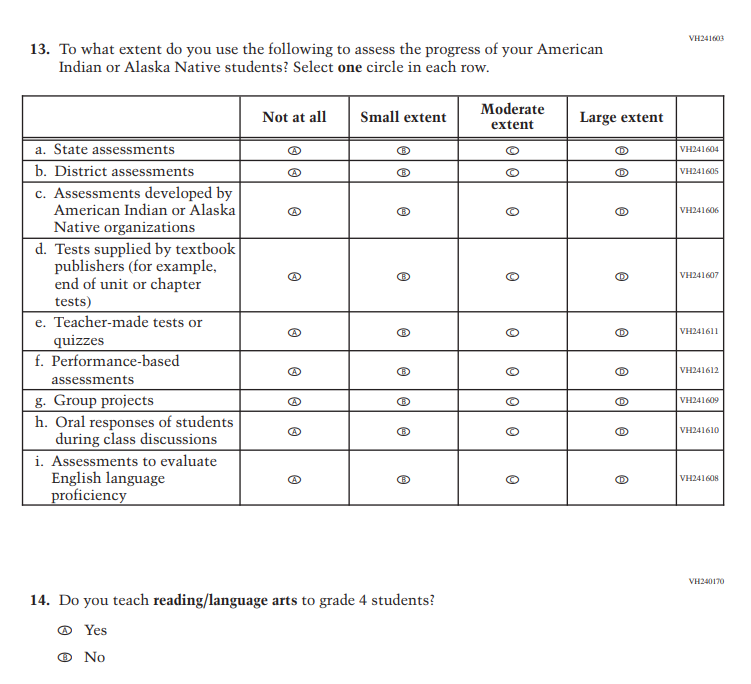 VH241603
13. To what extent do you use the following to assess the progress of your American
Indian or Alaska Native students? Select one circle in each row.
Not at all Small extent Moderate extent Large extent
a. State assessments A B C D VH241604
b. District assessments A B C D VH241605
c. Assessments developed by
American Indian or Alaska A B C D VH241606
Native organizations
d. Tests supplied by textbook
publishers (for example,
end of unit or chapter A B C D VH241607
tests)
e. Teacher-made tests or A B C D VH241611
quizzes
f. Performance-based A B C D VH241612
assessments
g. Group projects A B C D VH241609
h. Oral responses of students A B C D VH241610
during class discussions
i. Assessments to evaluate
English language A B C D VH241608
proficiency
VH240170
14. Do you teach reading/language arts to grade 4 students?
A Yes
B No